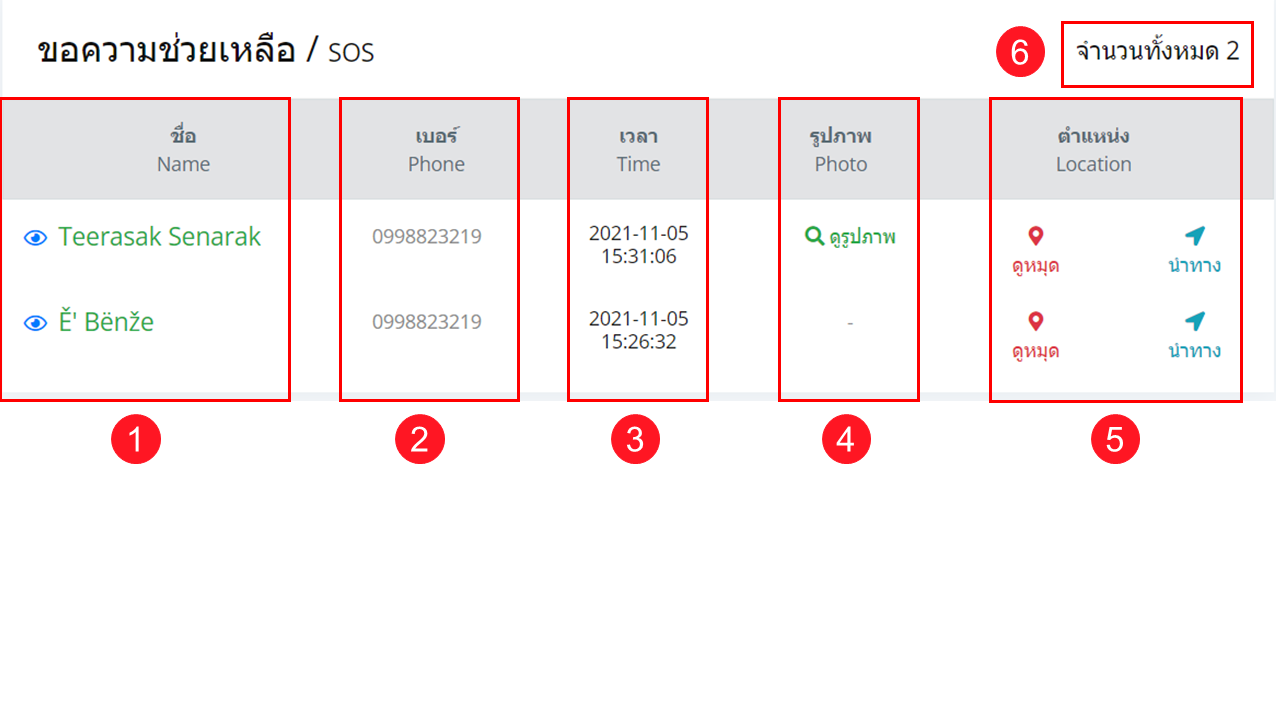 ขอความช่วยเหลือ / SOS
6
จำนวนทั้งหมด 2
ชื่อ
Name
เบอร์
Phone
เวลา
Time
รูปภาพ
Photo
ตำแหน่ง
Location
Teerasak Senarak
0998823219
2021-11-05
15:31:06
ดูรูปภาพ
ดูหมุด
นำทาง
Ě' Bënže
0998823219
2021-11-05
15:26:32
-
ดูหมุด
นำทาง
1
2
3
4
5